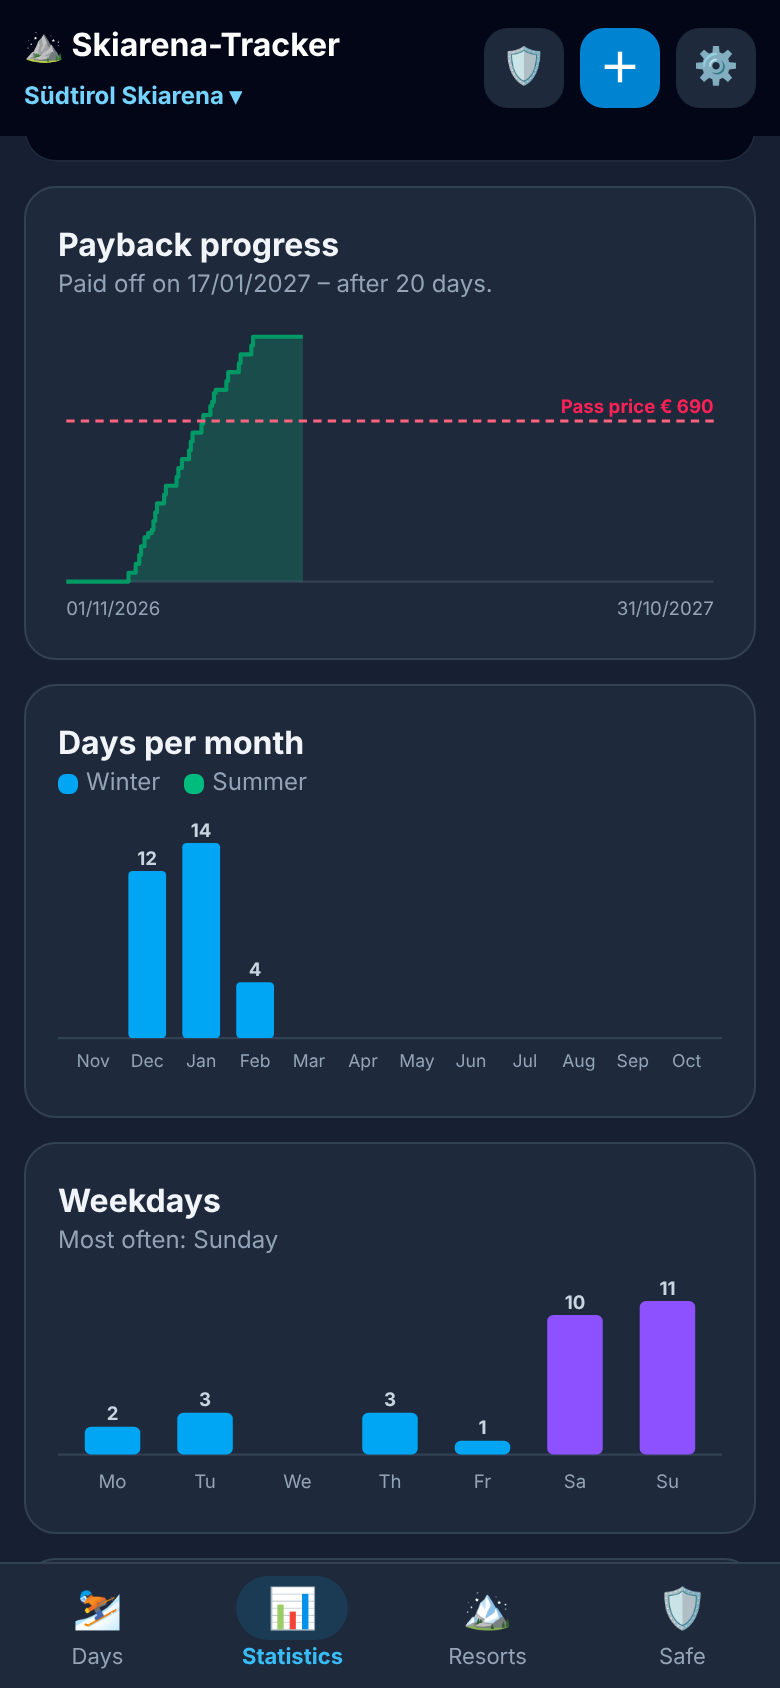 Skiarena-Tracker
Südtirol Skiarena ▾
Payback progress
Paid off on 17/01/2027 – after 20 days.
Pass price € 690
01/11/2026
31/10/2027
Days per month
Winter
Summer
12
14
4
Nov Dec Jan Feb Mar Apr May Jun Jul Aug Sep Oct
Weekdays
Most often: Sunday
2
3
3
1
10
11
Mo Tu We Th Fr Sa Su
Days
Statistics
Resorts
Safe